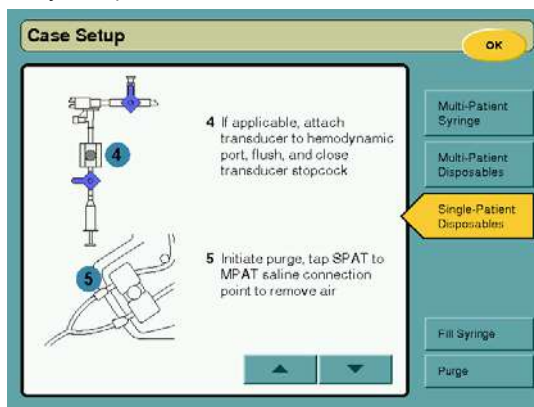 Case Setup
OK
4
4 If applicable, attach
transducer to hemodynamic
port, flush, and close
transducer stopcock
5
5 Initiate purge, tap SPAT to
MPAT saline connection
point to remove air
Multi-Patient
Syringe
Multi-Patient
Disposables
Single-Patient
Disposables
Fill Syringe
Purge